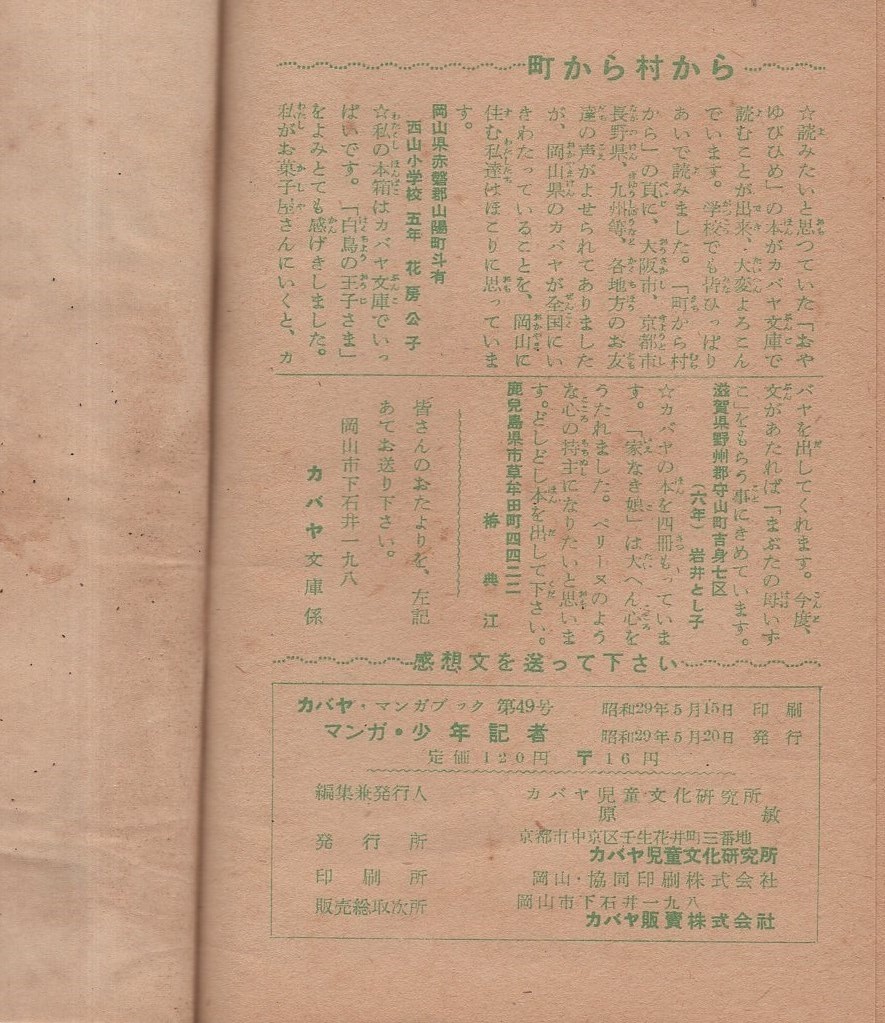 町から村から
☆読みたいと思つていた「おや
ゆびひめ」の本がカバヤ文庫で
読むことが出来、大変よろこん
でいます。学校でも皆ひっぱり
あいで読みました。「町から村
から」の頁に、大阪市、京都市
長野県、九州等、各地方のお友
達の声がよせられてありました
が、岡山県のカバヤが全国にい
きわたっていることを、岡山に
住む私達はほこりに思っていま
す。
岡山県赤磐郡山陽町斗有
西山小学校 五年 花房公子
☆私の本箱はカバヤ文庫でいっ
ぱいです。「白鳥の王子さま」
をよみとても感げきしました。
私がお菓子屋さんにいくと、カ
バヤを出してくれます。今度、
文があたれば「まぶたの母いす
こ」をもらう事にきめています。
滋賀県野州郡守山町吉身七区
（六年） 岩井とし子
☆カバヤの本を四冊もっていま
す。「家なき娘」は大へん心を
うたれました。ペリーヌのよう
な心の持主になりたいと思いま
す。どしどし本を出して下さい。
鹿児島県市草牟田町四四二二
椿典江
皆さんのおたよりを、左記
あてお送り下さい。
岡山市下石井一九八
カバヤ文庫係
感想文を送って下さい
カバヤ・マンガブック 第49号 昭和29年5月15日 印刷
マンガ・少年記者 昭和29年5月20日 発行
定価 120円 〒16円
編集兼発行人 カバヤ児童文化研究所
原敏
京都市中京区壬生花井町三番地
発行所 カバヤ児童文化研究所
印刷所 岡山・協同印刷株式会社
岡山市下石井一九八
販売総取次所 カバヤ販賣株式会社